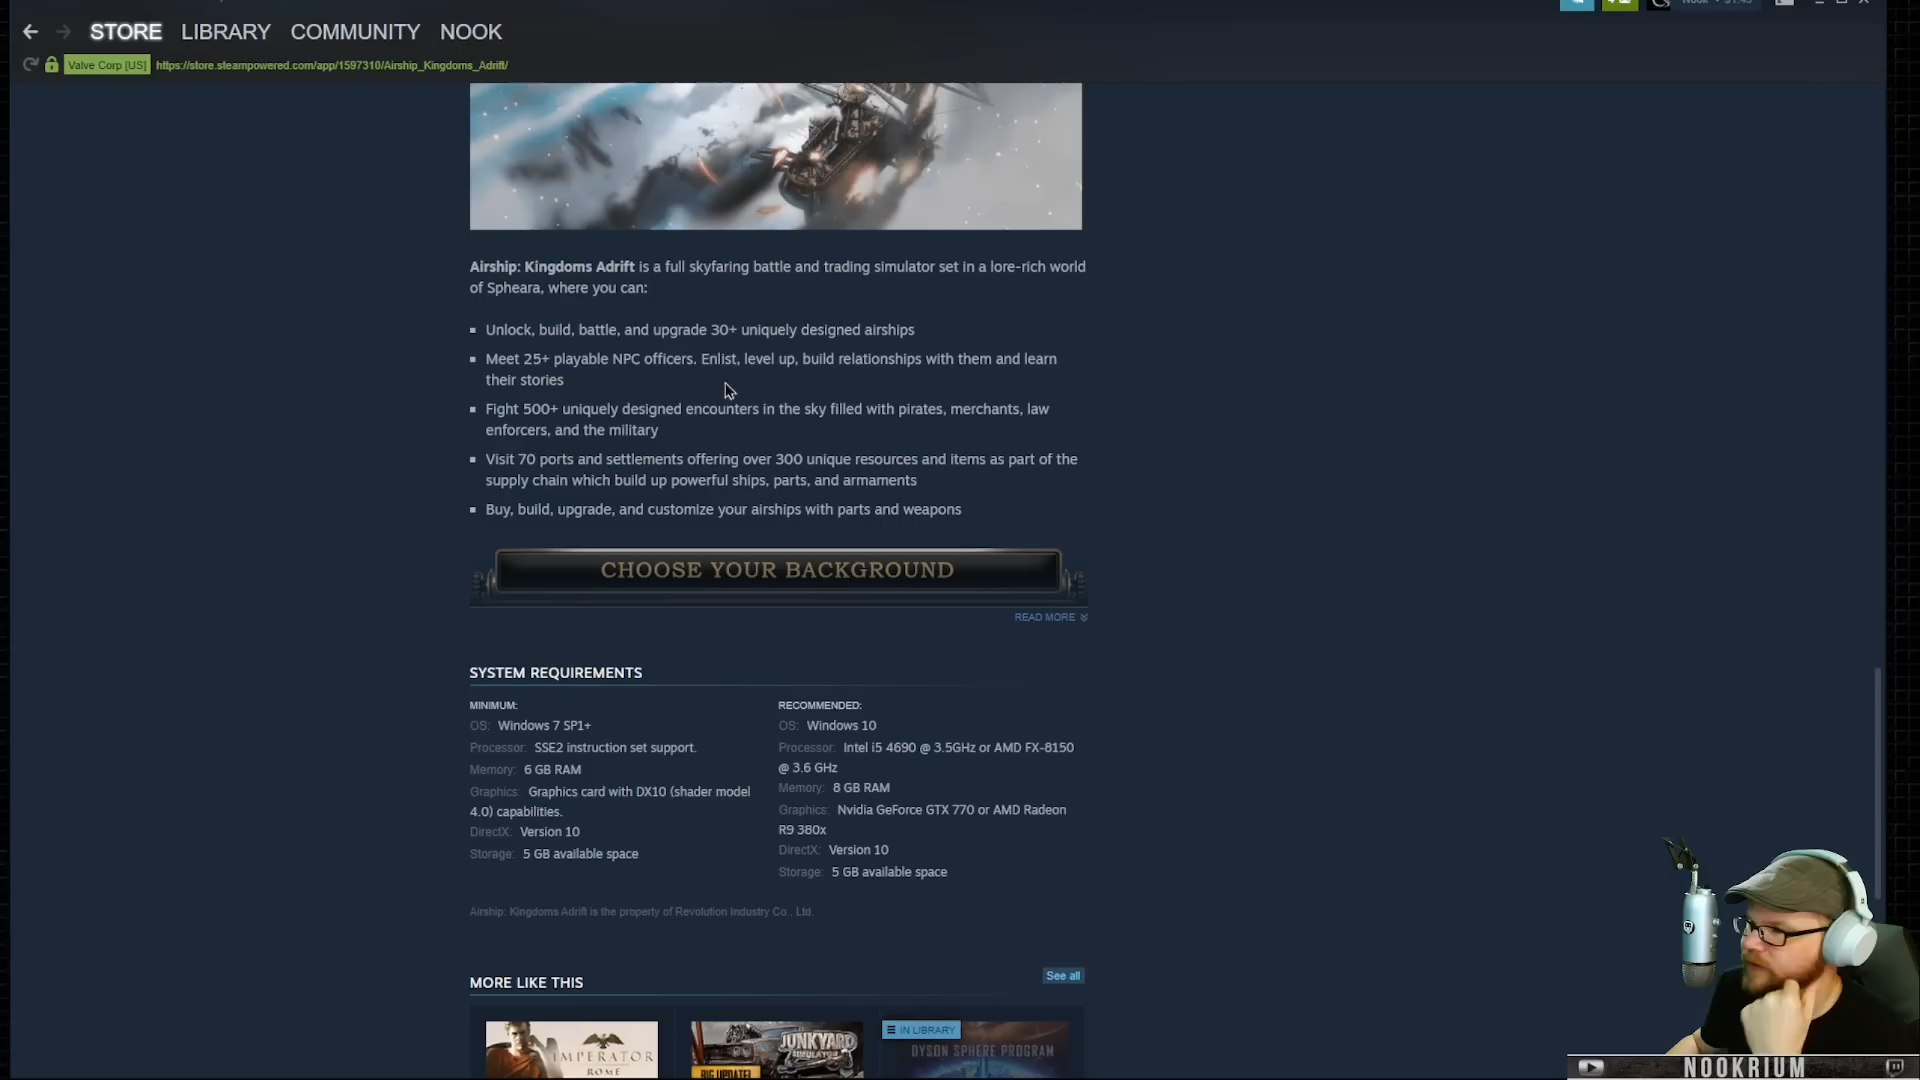 STORE LIBRARY COMMUNITY NOOK
Valve Corp [US] https://store.steampowered.com/app/1597310/Airship_Kingdoms_Adrift/
Airship: Kingdoms Adrift is a full skyfaring battle and trading simulator set in a lore-rich world
of Spheara, where you can:
Unlock, build, battle, and upgrade 30+ uniquely designed airships
Meet 25+ playable NPC officers. Enlist, level up, build relationships with them and learn
their stories
Fight 500+ uniquely designed encounters in the sky filled with pirates, merchants, law
enforcers, and the military
Visit 70 ports and settlements offering over 300 unique resources and items as part of the
supply chain which build up powerful ships, parts, and armaments
Buy, build, upgrade, and customize your airships with parts and weapons
CHOOSE YOUR BACKGROUND
READ MORE
SYSTEM REQUIREMENTS
MINIMUM:
OS: Windows 7 SP1+
Processor: SSE2 instruction set support.
Memory: 6 GB RAM
Graphics: Graphics card with DX10 (shader model
4.0) capabilities.
DirectX: Version 10
Storage: 5 GB available space
RECOMMENDED:
OS: Windows 10
Processor: Intel i5 4690 @ 3.5GHz or AMD FX-8150
@ 3.6 GHz
Memory: 8 GB RAM
Graphics: Nvidia GeForce GTX 770 or AMD Radeon
R9 380x
DirectX: Version 10
Storage: 5 GB available space
Airship: Kingdoms Adrift is the property of Revolution Industry Co., Ltd.
MORE LIKE THIS
See all
IMPERATOR
ROME
JUNKYARD
SIMULATOR
BIG UPDATE!
IN LIBRARY
DYSON SPHERE PROGRAM
NOOKRIUM